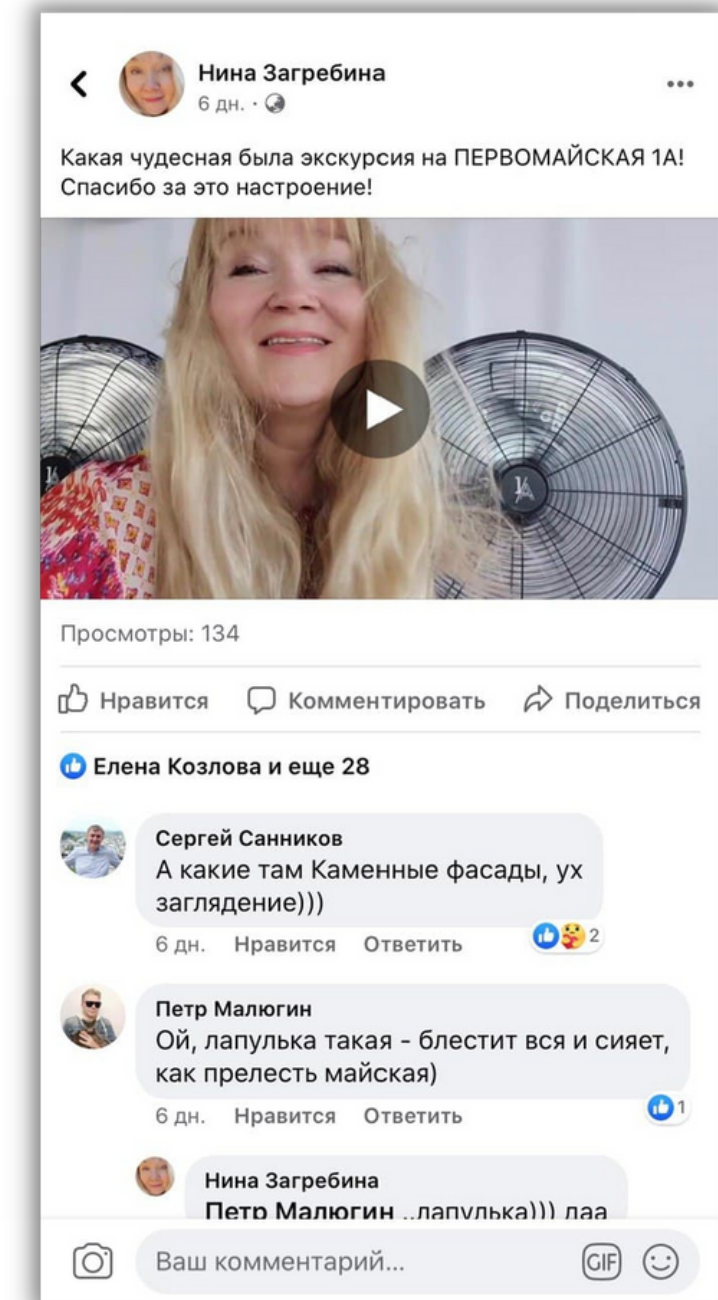 Нина Загребина
6 дн. ·
Какая чудесная была экскурсия на ПЕРВОМАЙСКАЯ 1А!
Спасибо за это настроение!
1А
1А
Просмотры: 134
Нравится Комментировать Поделиться
Елена Козлова и еще 28
Сергей Санников
А какие там Каменные фасады, ух
заглядение)))
6 дн. Нравится Ответить 2
Петр Малюгин
Ой, лапулька такая - блестит вся и сияет,
как прелесть майская)
6 дн. Нравится Ответить 1
Нина Загребина
Петр Малюгин ..лапулька))) даа
Ваш комментарий... GIF